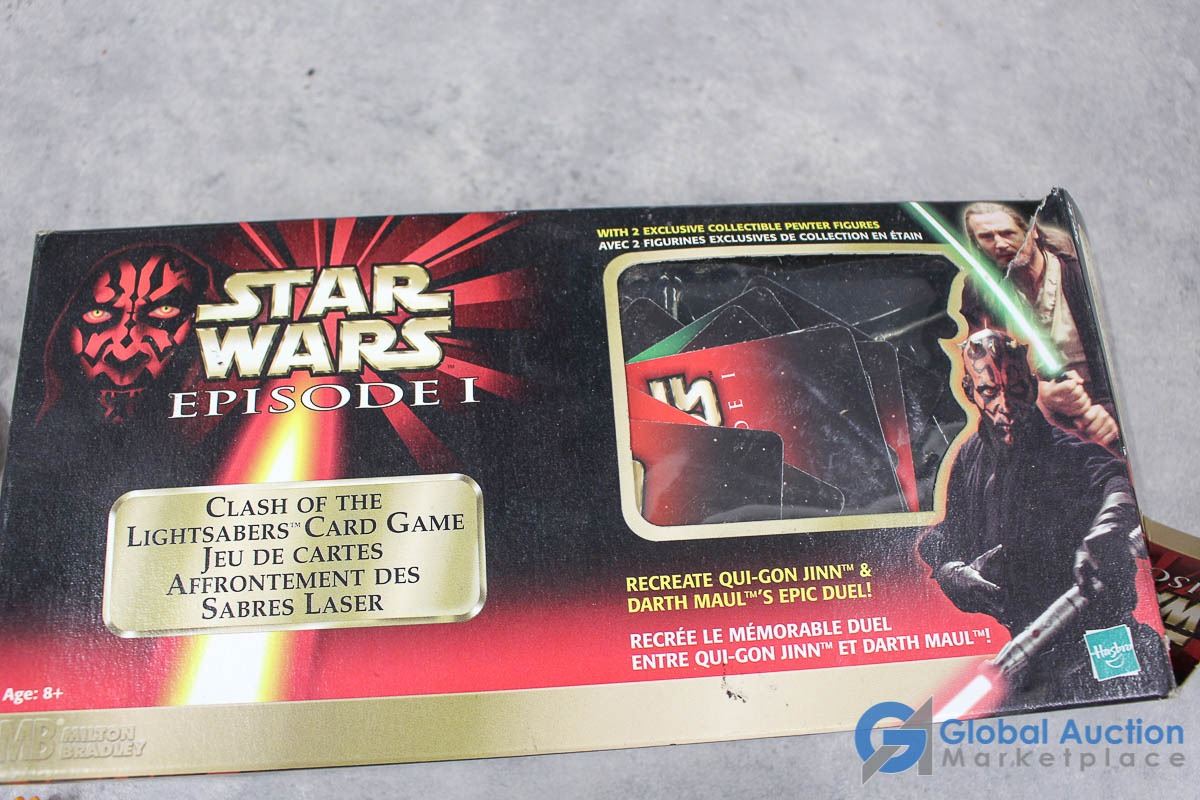 WITH 2 EXCLUSIVE COLLECTIBLE PEWTER FIGURES
AVEC 2 FIGURINES EXCLUSIVES DE COLLECTION EN ÉTAIN
STAR
WARS™
EPISODE I
CLASH OF THE
LIGHTSABERS™ CARD GAME
JEU DE CARTES
AFFRONTEMENT DES
SABRES LASER
RECREATE QUI-GON JINN™ &
DARTH MAUL™'S EPIC DUEL!
RECRÉE LE MÉMORABLE DUEL
ENTRE QUI-GON JINN™ ET DARTH MAUL™!
Hasbro
Age: 8+
MB
MILTON
BRADLEY
Global Auction
Marketplace